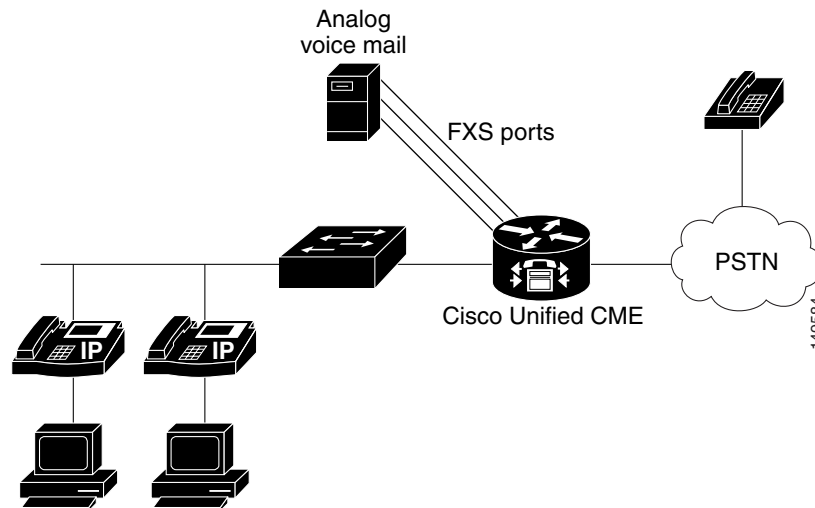 Analog
voice mail
FXS ports
PSTN
Cisco Unified CME
IP
IP